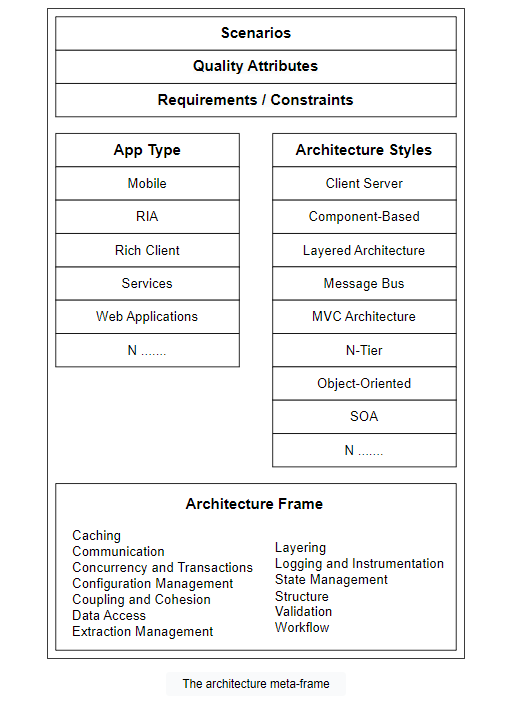 Scenarios
Quality Attributes
Requirements / Constraints
App Type
Mobile
RIA
Rich Client
Services
Web Applications
N .......
Architecture Styles
Client Server
Component-Based
Layered Architecture
Message Bus
MVC Architecture
N-Tier
Object-Oriented
SOA
N .......
Architecture Frame
Caching
Communication
Concurrency and Transactions
Configuration Management
Coupling and Cohesion
Data Access
Extraction Management
Layering
Logging and Instrumentation
State Management
Structure
Validation
Workflow
The architecture meta-frame